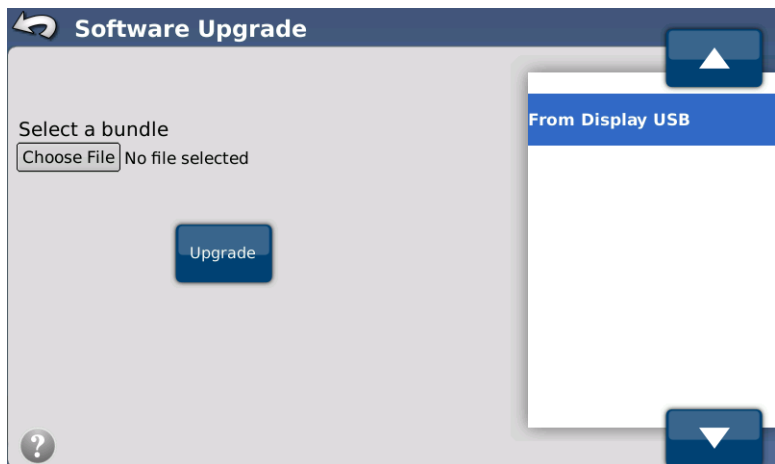 Software Upgrade
Select a bundle
Choose File No file selected
Upgrade
From Display USB
?